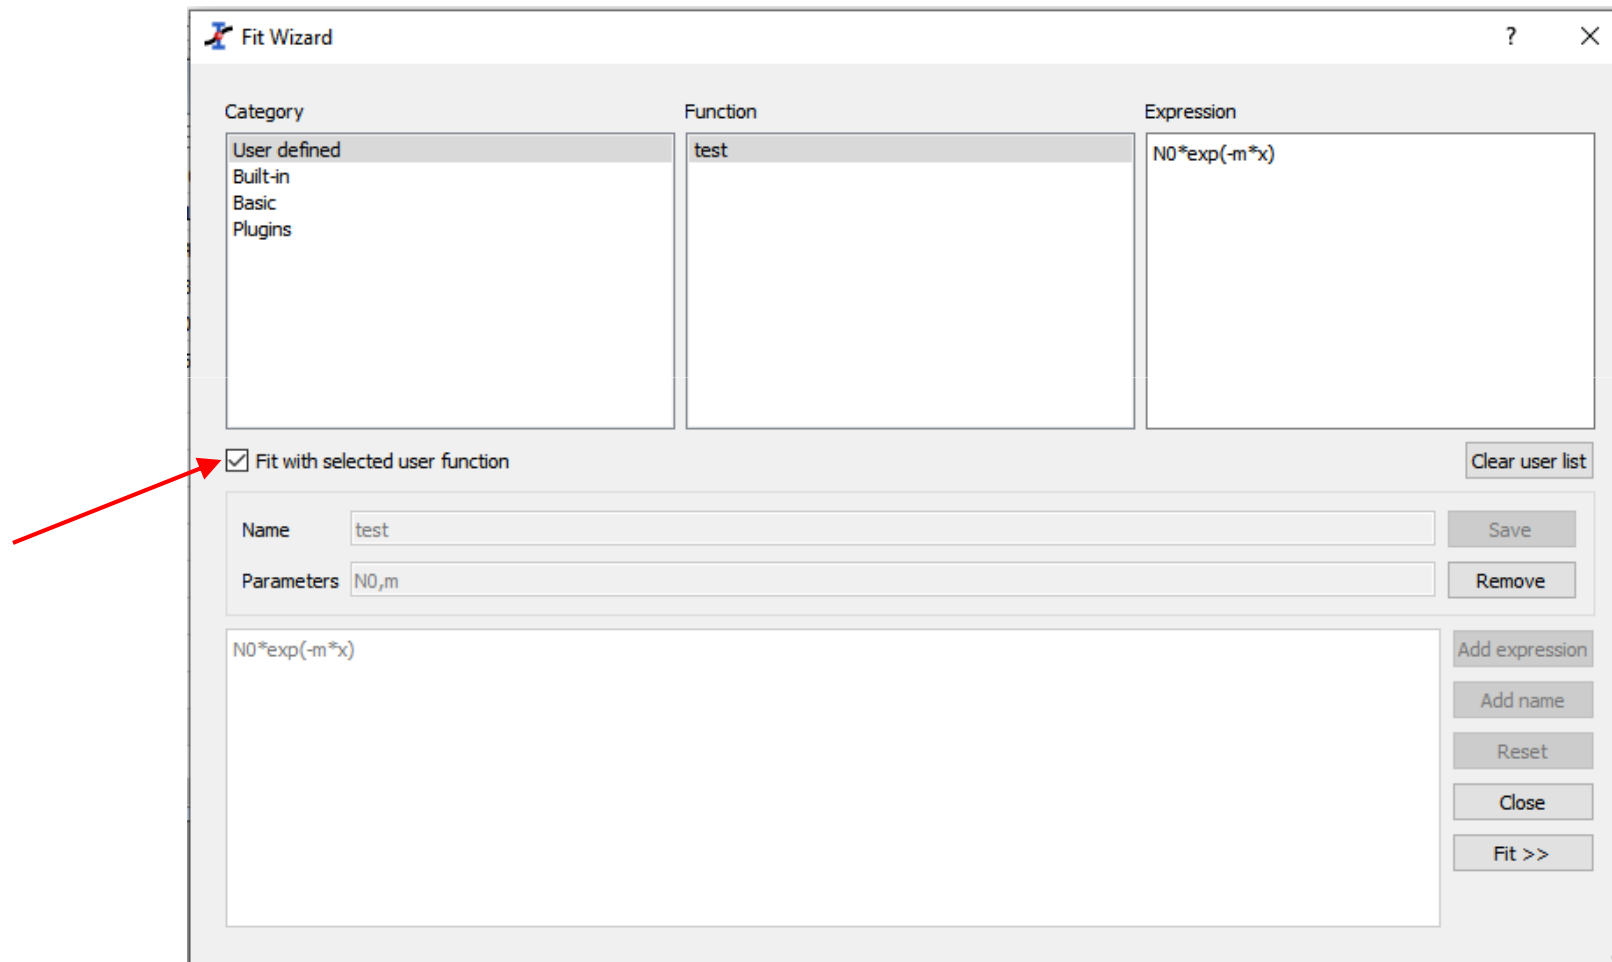 Fit Wizard
Category
Function
Expression
User defined
Built-in
Basic
Plugins
test
N0*exp(-m*x)
Fit with selected user function
Clear user list
Name
test
Save
Parameters
N0,m
Remove
N0*exp(-m*x)
Add expression
Add name
Reset
Close
Fit >>